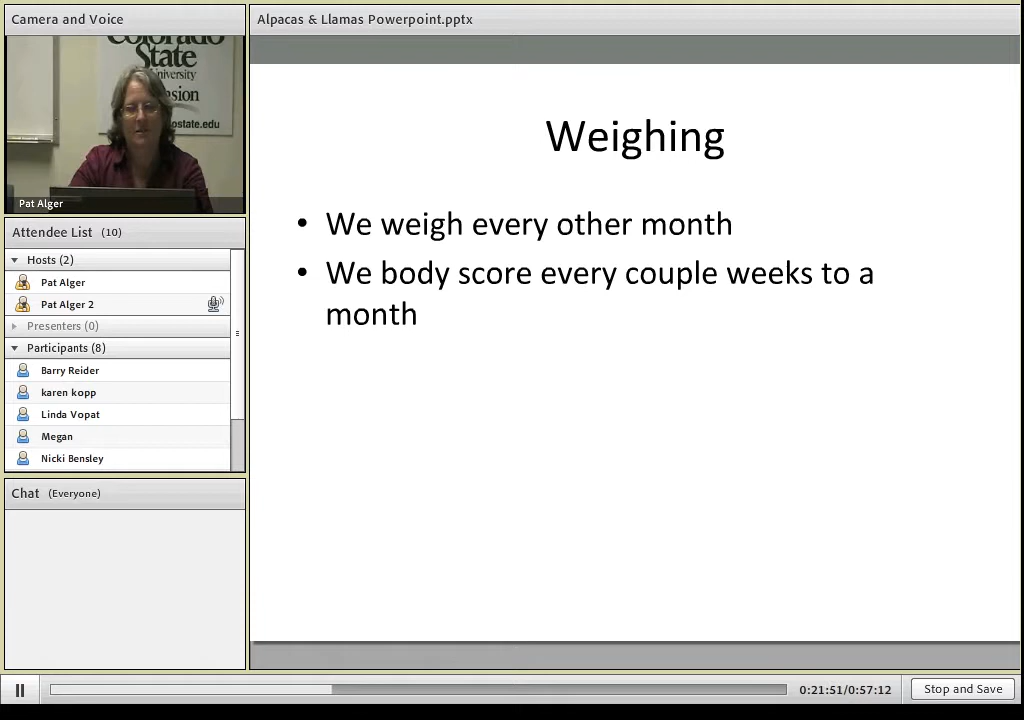 Camera and Voice
Colorado
State
University
ostate.edu
Pat Alger
Attendee List (10)
Hosts (2)
Pat Alger
Pat Alger 2
Presenters (0)
Participants (8)
Barry Reider
karen kopp
Linda Vopat
Megan
Nicki Bensley
Chat (Everyone)
Alpacas & Llamas Powerpoint.pptx
Weighing
• We weigh every other month
• We body score every couple weeks to a
month
0:21:51/0:57:12
Stop and Save